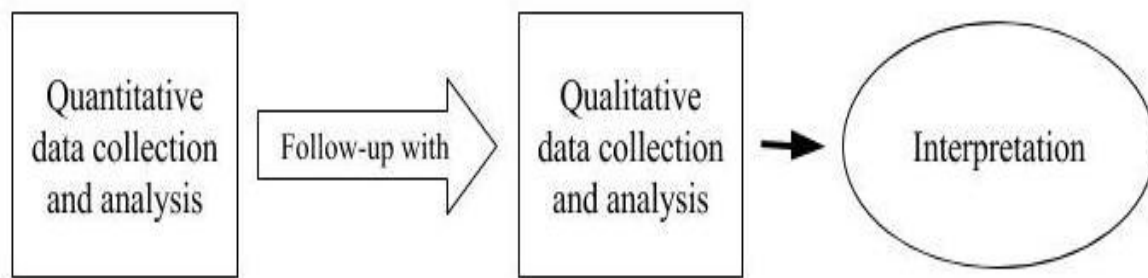 Quantitative
data collection
and analysis
Follow-up with
Qualitative
data collection
and analysis
Interpretation